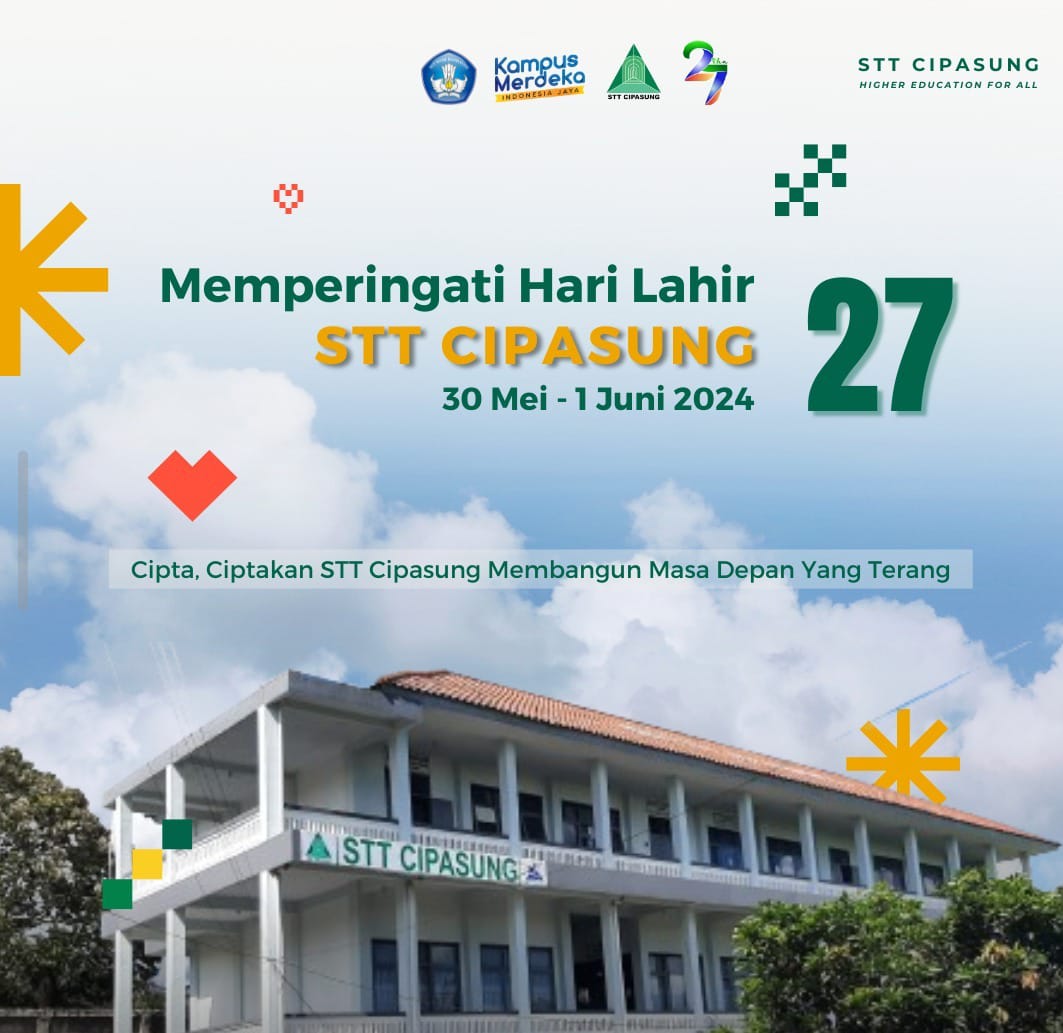 Kampus
Merdeka
INDONESIA JAYA
STT CIPASUNG
27the
STT CIPASUNG
HIGHER EDUCATION FOR ALL
Memperingati Hari Lahir
STT CIPASUNG
30 Mei - 1 Juni 2024
27
Cipta, Ciptakan STT Cipasung Membangun Masa Depan Yang Terang
STT CIPASUNG